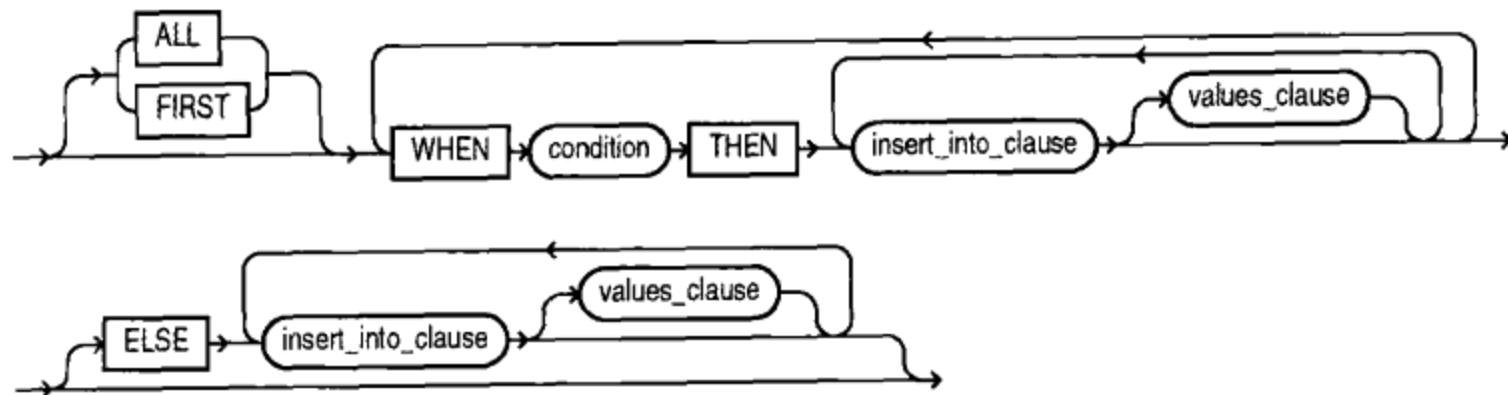 ALL
FIRST
WHEN condition THEN insert_into_clause values_clause
ELSE insert_into_clause values_clause